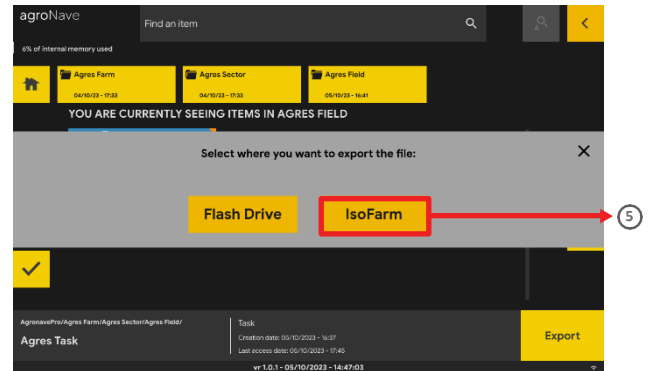 agroNave
Find an item
6% of internal memory used
Agres Farm
04/10/23 - 17:33
Agres Sector
04/10/23 - 17:33
Agres Field
05/10/23 - 16:41
YOU ARE CURRENTLY SEEING ITEMS IN AGRES FIELD
Select where you want to export the file:
Flash Drive
IsoFarm
5
AgronavePro/Agres Farm/Agres Sector/Agres Field/
Agres Task
Task
Creation date: 05/10/2023 - 16:37
Last access date: 05/10/2023 - 17:45
Export
vr 1.0.1 - 05/10/2023 - 14:47:03